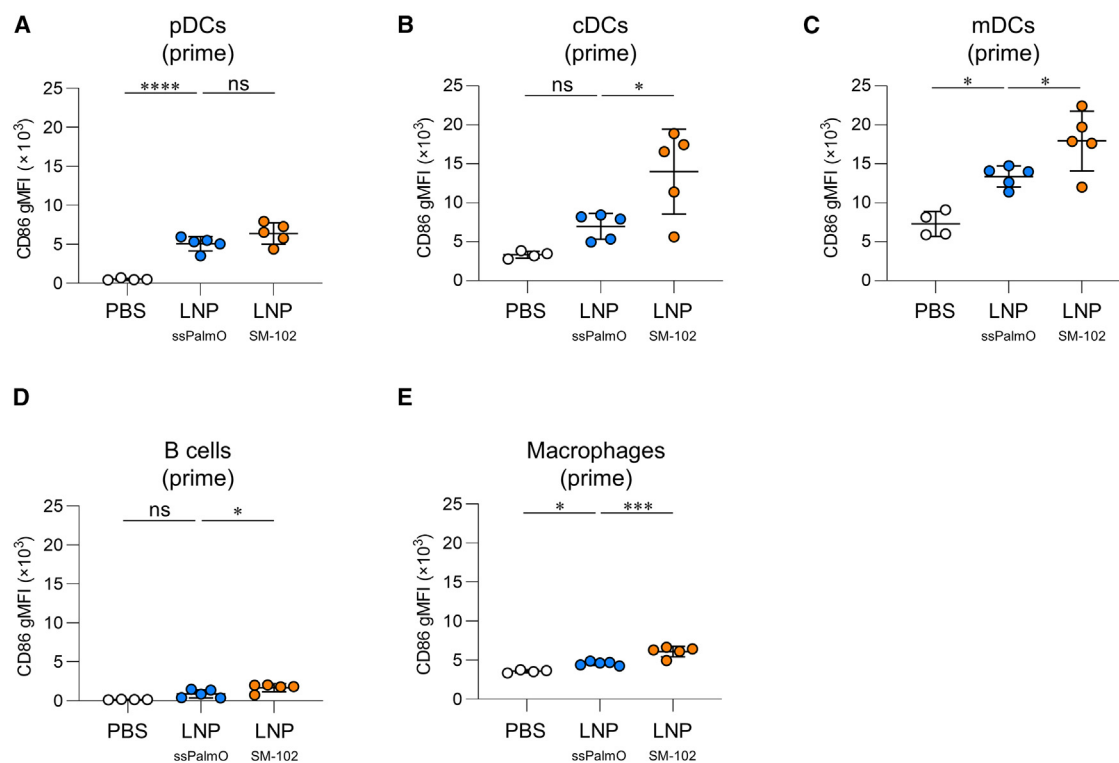 A
pDCs
(prime)
CD86 gMFI (×10³)
25
20
15
10
5
0
****
ns
PBS
LNP
LNP
ssPalmO
SM-102
B
cDCs
(prime)
CD86 gMFI (×10³)
25
20
15
10
5
0
ns
*
PBS
LNP
LNP
ssPalmO
SM-102
C
mDCs
(prime)
CD86 gMFI (×10³)
25
20
15
10
5
0
*
*
PBS
LNP
LNP
ssPalmO
SM-102
D
B cells
(prime)
CD86 gMFI (×10³)
25
20
15
10
5
0
ns
*
PBS
LNP
LNP
ssPalmO
SM-102
E
Macrophages
(prime)
CD86 gMFI (×10³)
25
20
15
10
5
0
*
***
PBS
LNP
LNP
ssPalmO
SM-102